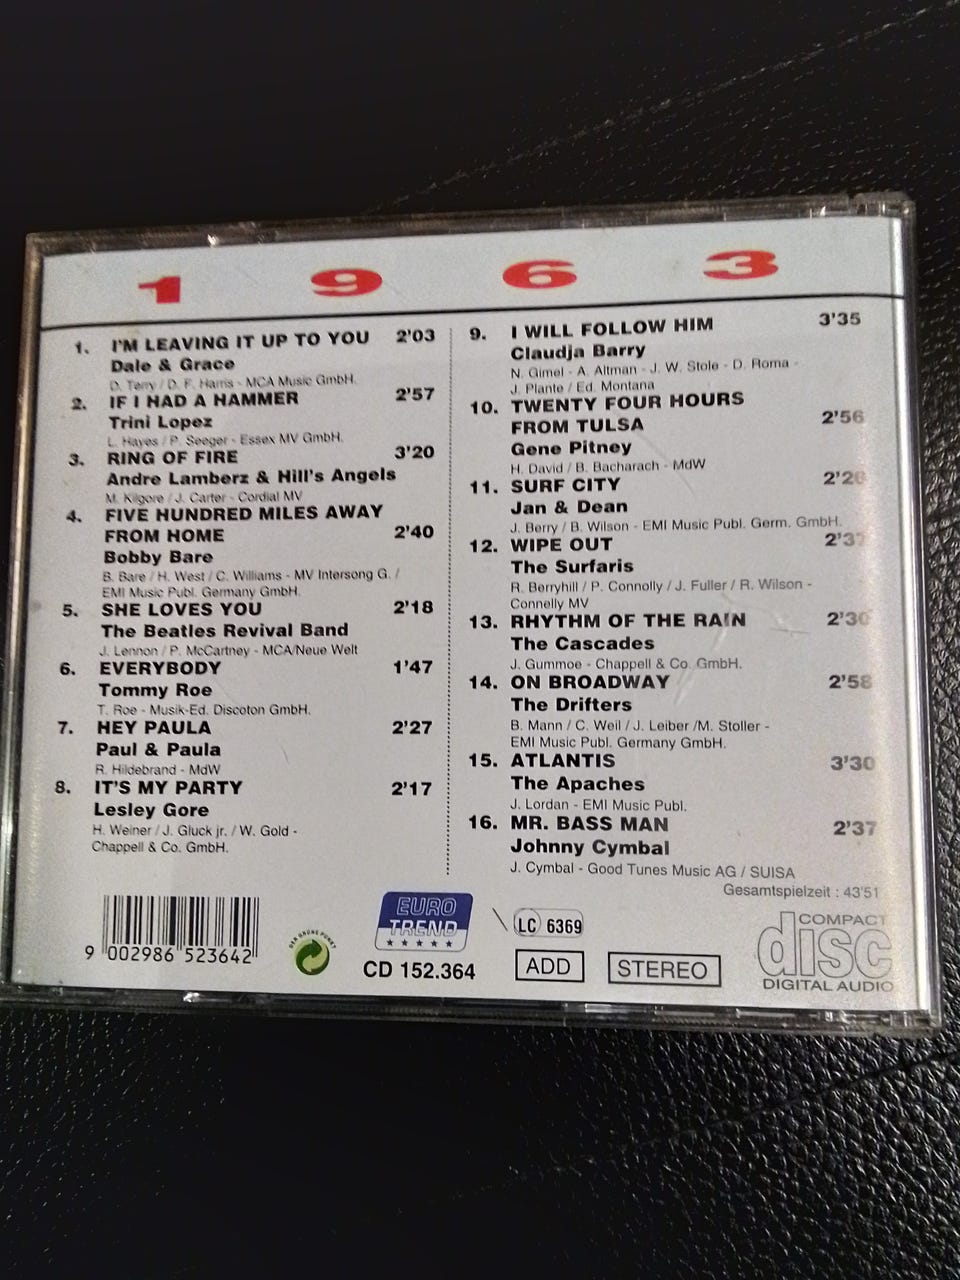 1963
1. I'M LEAVING IT UP TO YOU 2'03
Dale & Grace
D. Terry / D. F. Harris - MCA Music GmbH.
2. IF I HAD A HAMMER 2'57
Trini Lopez
L. Hayes / P. Seeger - Essex MV GmbH.
3. RING OF FIRE 3'20
Andre Lamberz & Hill's Angels
M. Kilgore / J. Carter - Cordial MV
4. FIVE HUNDRED MILES AWAY
FROM HOME 2'40
Bobby Bare
B. Bare / H. West / C. Williams - MV Intersong G. /
EMI Music Publ. Germany GmbH.
5. SHE LOVES YOU 2'18
The Beatles Revival Band
J. Lennon / P. McCartney - MCA/Neue Welt
6. EVERYBODY 1'47
Tommy Roe
T. Roe - Musik-Ed. Discoton GmbH.
7. HEY PAULA 2'27
Paul & Paula
R. Hildebrand - MdW
8. IT'S MY PARTY 2'17
Lesley Gore
H. Weiner / J. Gluck jr. / W. Gold -
Chappell & Co. GmbH.
9. I WILL FOLLOW HIM 3'35
Claudja Barry
N. Gimel - A. Altman - J. W. Stole - D. Roma -
J. Plante / Ed. Montana
10. TWENTY FOUR HOURS
FROM TULSA 2'56
Gene Pitney
H. David / B. Bacharach - MdW
11. SURF CITY 2'26
Jan & Dean
J. Berry / B. Wilson - EMI Music Publ. Germ. GmbH.
12. WIPE OUT 2'37
The Surfaris
R. Berryhill / P. Connolly / J. Fuller / R. Wilson -
Connelly MV
13. RHYTHM OF THE RAIN 2'30
The Cascades
J. Gummoe - Chappell & Co. GmbH.
14. ON BROADWAY 2'58
The Drifters
B. Mann / C. Weil / J. Leiber /M. Stoller -
EMI Music Publ. Germany GmbH.
15. ATLANTIS 3'30
The Apaches
J. Lordan - EMI Music Publ.
16. MR. BASS MAN 2'37
Johnny Cymbal
J. Cymbal - Good Tunes Music AG / SUISA
Gesamtspielzeit : 43'51
9 002986 523642
DER GRÜNE PUNKT
EURO
TREND
CD 152.364
LC 6369
ADD
STEREO
COMPACT
disc
DIGITAL AUDIO